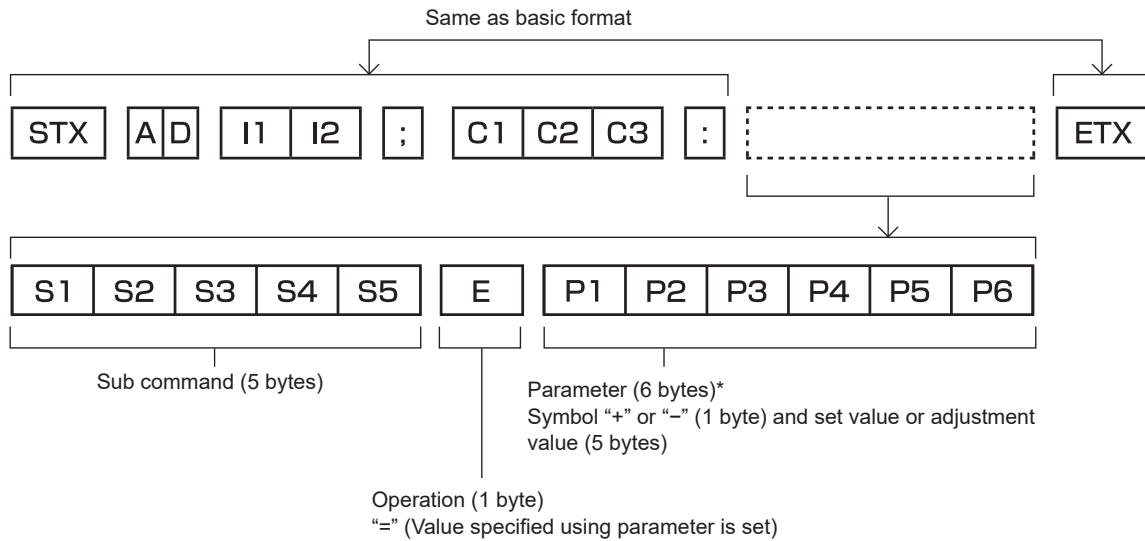 Same as basic format
STX A D I1 I2 ; C1 C2 C3 : ETX
S1 S2 S3 S4 S5 E P1 P2 P3 P4 P5 P6
Sub command (5 bytes)
Parameter (6 bytes)*
Symbol “+” or “−” (1 byte) and set value or adjustment
value (5 bytes)
Operation (1 byte)
“=” (Value specified using parameter is set)